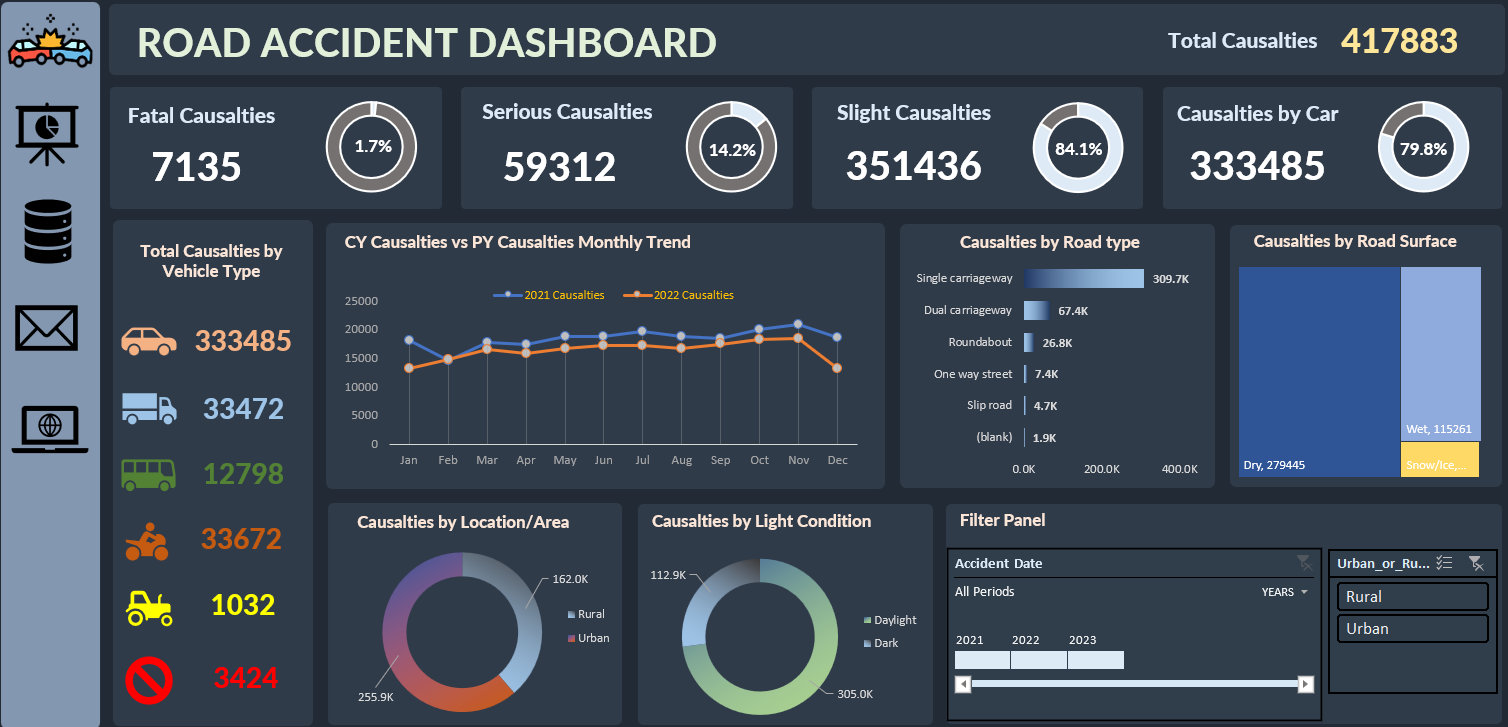 ROAD ACCIDENT DASHBOARD
Total Causalties 417883
Fatal Causalties
7135
1.7%
Serious Causalties
59312
14.2%
Slight Causalties
351436
84.1%
Causalties by Car
333485
79.8%
Total Causalties by
Vehicle Type
333485
33472
12798
33672
1032
3424
CY Causalties vs PY Causalties Monthly Trend
2021 Causalties 2022 Causalties
25000
20000
15000
10000
5000
0
Jan Feb Mar Apr May Jun Jul Aug Sep Oct Nov Dec
Causalties by Road type
Single carriageway 309.7K
Dual carriageway 67.4K
Roundabout 26.8K
One way street 7.4K
Slip road 4.7K
(blank) 1.9K
0.0K 200.0K 400.0K
Causalties by Road Surface
Wet, 115261
Dry, 279445
Snow/Ice,...
Causalties by Location/Area
162.0K
Rural
Urban
255.9K
Causalties by Light Condition
112.9K
Daylight
Dark
305.0K
Filter Panel
Accident Date
All Periods YEARS
2021 2022 2023
Urban_or_Ru...
Rural
Urban